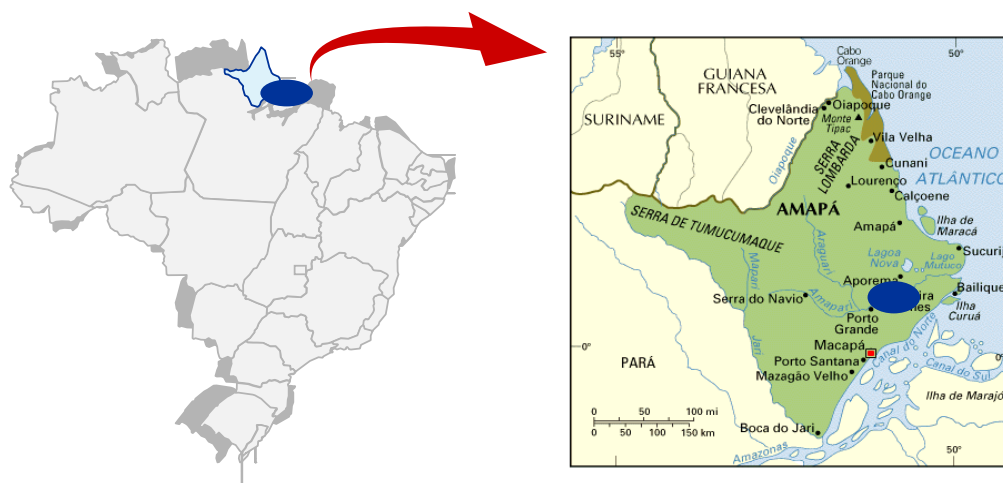 55°
50°
Cabo
Orange
Parque
Nacional do
Cabo Orange
GUIANA
FRANCESA
SURINAME
Clevelândia
do Norte
Oiapoque
Monte
Tipac
Oiapoque
SERRA
LOMBARDA
Vila Velha
Cunani
OCEANO
ATLÂNTICO
Lourenço
Calçoene
AMAPÁ
SERRA DE TUMUCUMAQUE
Amapá
Ilha de
Maracá
Araguari
Mapari
Lagoa
Nova
Lago
Mutuco
Sucurij
Aporema
Serra do Navio
Amapari
Bailique
ira
nes
Ilha
Curuá
Porto
Grande
Canal do Norte
0°
Macapá
Jari
PARÁ
Porto Santana
Mazagão Velho
Canal do Sul
Ilha de Marajó
0 50 100 mi
0 50 100 150 km
Boca do Jari
Amazonas
50°